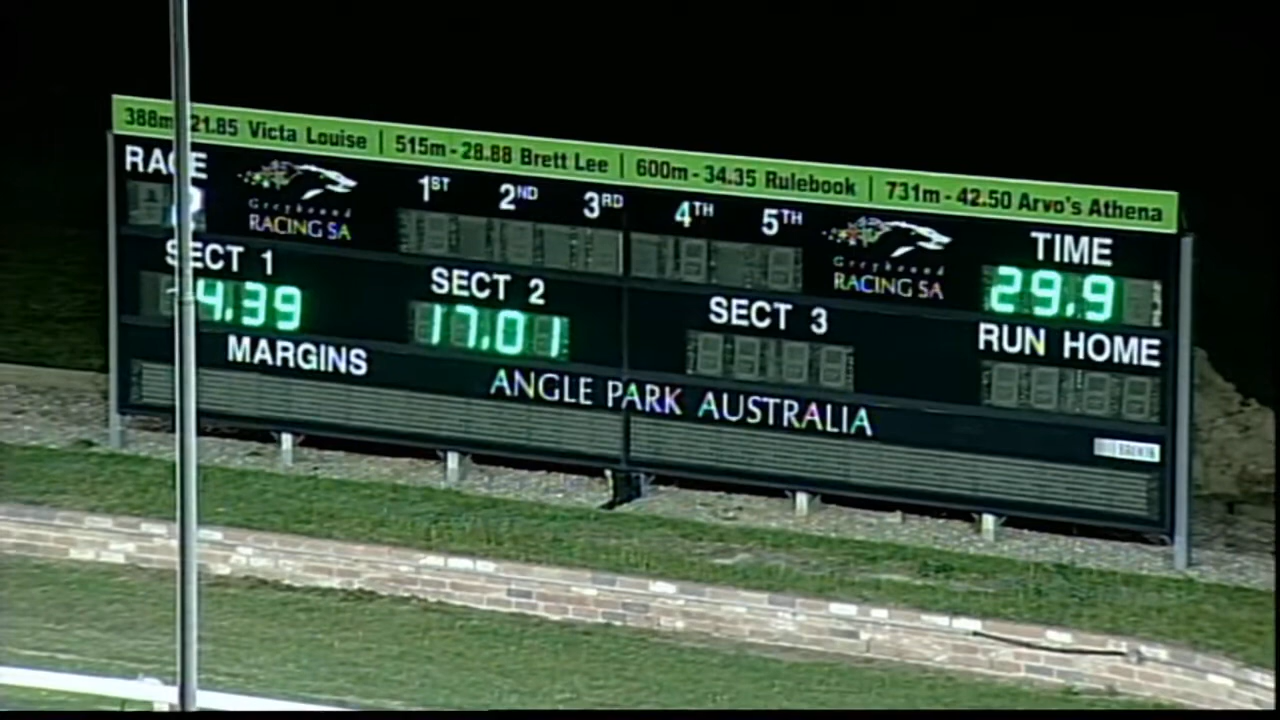 388m 21.85 Victa Louise | 515m - 28.88 Brett Lee | 600m - 34.35 Rulebook | 731m - 42.50 Arvo's Athena
RACE
Greyhound
RACING SA
1ST 2ND 3RD 4TH 5TH
Greyhound
RACING SA
TIME
29.9
SECT 1
4.39
SECT 2
17.01
SECT 3
RUN HOME
MARGINS
ANGLE PARK AUSTRALIA